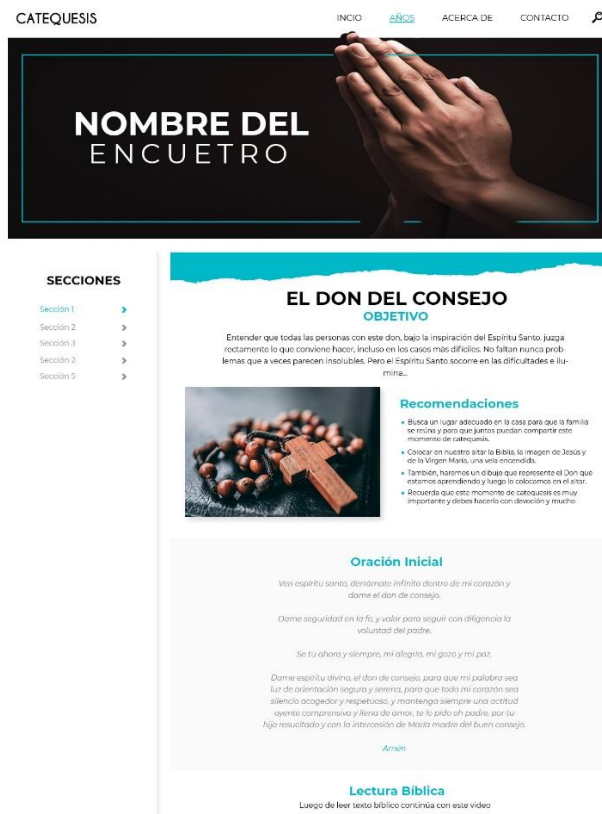 CATEQUESIS
INCIO AÑOS ACERCA DE CONTACTO
NOMBRE DEL
ENCUETRO
SECCIONES
Sección 1
Sección 2
Sección 3
Sección 2
Sección 5
EL DON DEL CONSEJO
OBJETIVO
Entender que todas las personas con este don, bajo la inspiración del Espíritu Santo, juzga
rectamente lo que conviene hacer, incluso en los casos más difíciles. No faltan nunca prob-
lemas que a veces parecen insolubles. Pero el Espíritu Santo socorre en las dificultades e ilu-
mina...
Recomendaciones
• Busca un lugar adecuado en la casa para que la familia
se reúna y para que juntos puedan compartir este
momento de catequesis.
• Colocar en nuestro altar la Biblia, la imagen de Jesús y
de la Virgen María, una vela encendida.
• También, haremos un dibujo que represente el Don que
estamos aprendiendo y luego lo colocamos en el altar.
• Recuerda que este momento de catequesis es muy
importante y debes hacerlo con devoción y mucho
Oración Inicial
Ven espíritu santo, derrámate infinito dentro de mi corazón y
dame el don de consejo.
Dame seguridad en la fe, y valor para seguir con diligencia la
voluntad del padre.
Se tu ahora y siempre, mi alegría, mi gozo y mi paz.
Dame espíritu divino, el don de consejo, para que mi palabra sea
luz de orientación segura y serena, para que todo mi corazón sea
silencio acogedor y respetuoso, y mantenga siempre una actitud
oyente comprensiva y llena de amor, te lo pido oh padre, por tu
hijo resucitado y con la intercesión de María madre del buen consejo.
Amén
Lectura Bíblica
Luego de leer texto bíblico continúa con este video